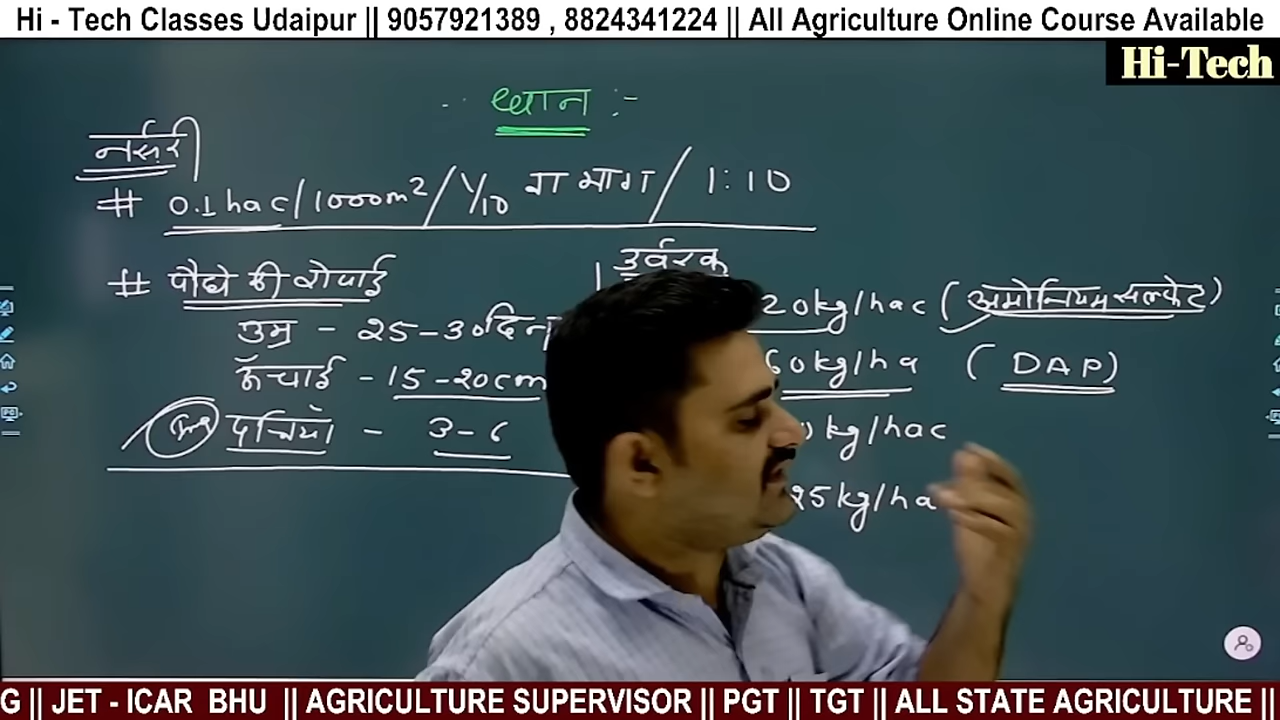 Hi - Tech Classes Udaipur || 9057921389 , 8824341224 || All Agriculture Online Course Available
Hi-Tech
धान :-
नर्सरी
# 0.1 hac/1000m²/1/10 वा भाग / 1:10
# पौधे की रोपाई
उम्र - 25-30 दिन
ऊँचाई - 15-20cm
पत्तियां - 3-6
उर्वरक
20kg/hac (अमोनियम सल्फेट)
60kg/ha (DAP)
kg/hac
25kg/ha
G || JET - ICAR BHU || AGRICULTURE SUPERVISOR || PGT || TGT || ALL STATE AGRICULTURE ||